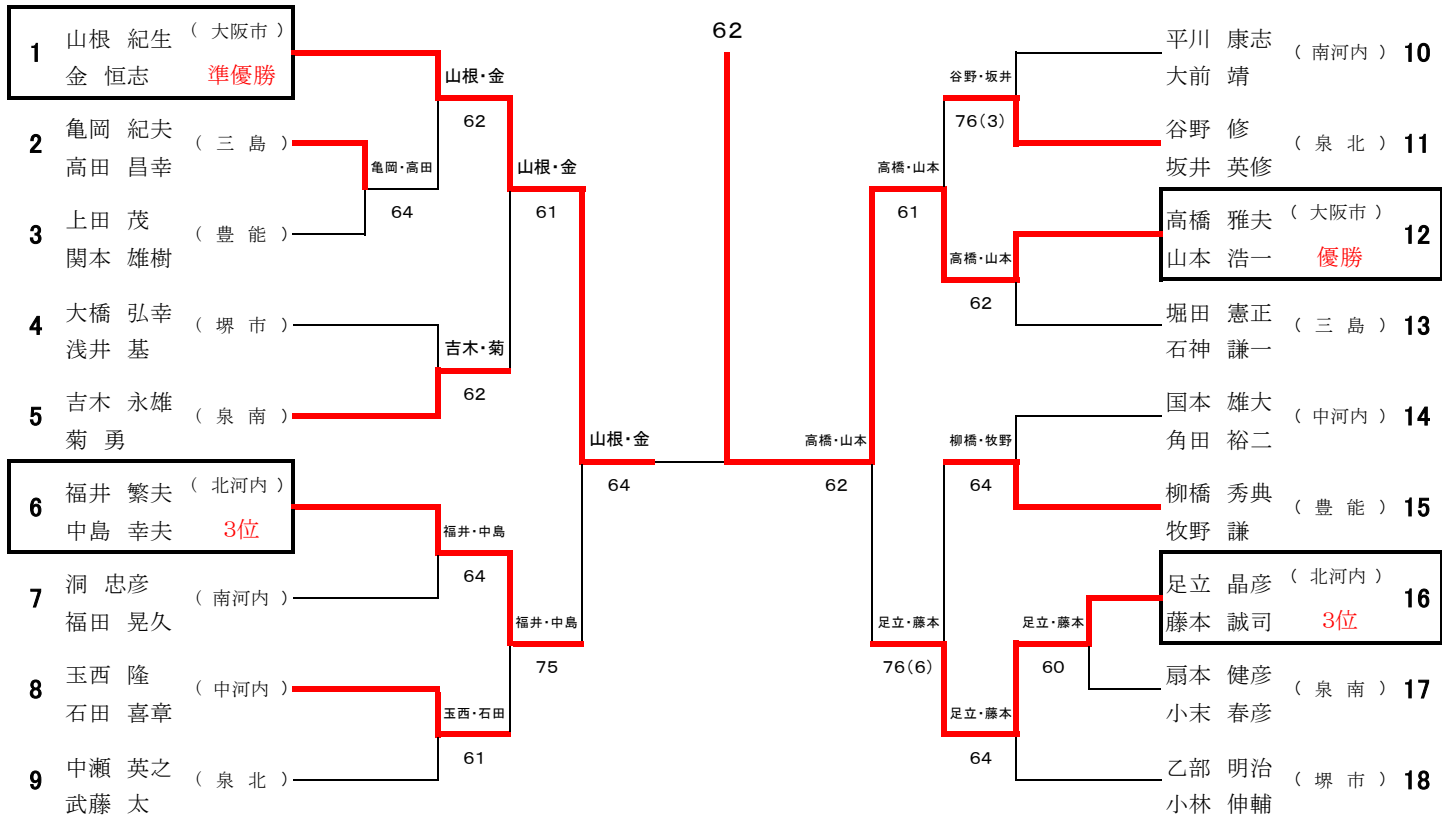 1 山根 紀生 （ 大阪市 ）
金 恒志 準優勝
2 亀岡 紀夫 （ 三 島 ）
高田 昌幸
3 上田 茂 （ 豊 能 ）
関本 雄樹
4 大橋 弘幸 （ 堺 市 ）
浅井 基
5 吉木 永雄 （ 泉 南 ）
菊 勇
6 福井 繁夫 （ 北河内 ）
中島 幸夫 3位
7 洞 忠彦 （ 南河内 ）
福田 晃久
8 玉西 隆 （ 中河内 ）
石田 喜章
9 中瀬 英之 （ 泉 北 ）
武藤 太
亀岡・高田
64
山根・金
62
吉木・菊
62
福井・中島
64
玉西・石田
61
山根・金
61
福井・中島
75
山根・金
64
62
高橋・山本
62
高橋・山本
61
足立・藤本
76(6)
谷野・坂井
76(3)
高橋・山本
62
柳橋・牧野
64
足立・藤本
64
足立・藤本
60
平川 康志 （ 南河内 ） 10
大前 靖
谷野 修 （ 泉 北 ） 11
坂井 英修
高橋 雅夫 （ 大阪市 ） 12
山本 浩一 優勝
堀田 憲正 （ 三 島 ） 13
石神 謙一
国本 雄大 （ 中河内 ） 14
角田 裕二
柳橋 秀典 （ 豊 能 ） 15
牧野 謙
足立 晶彦 （ 北河内 ） 16
藤本 誠司 3位
扇本 健彦 （ 泉 南 ） 17
小末 春彦
乙部 明治 （ 堺 市 ） 18
小林 伸輔